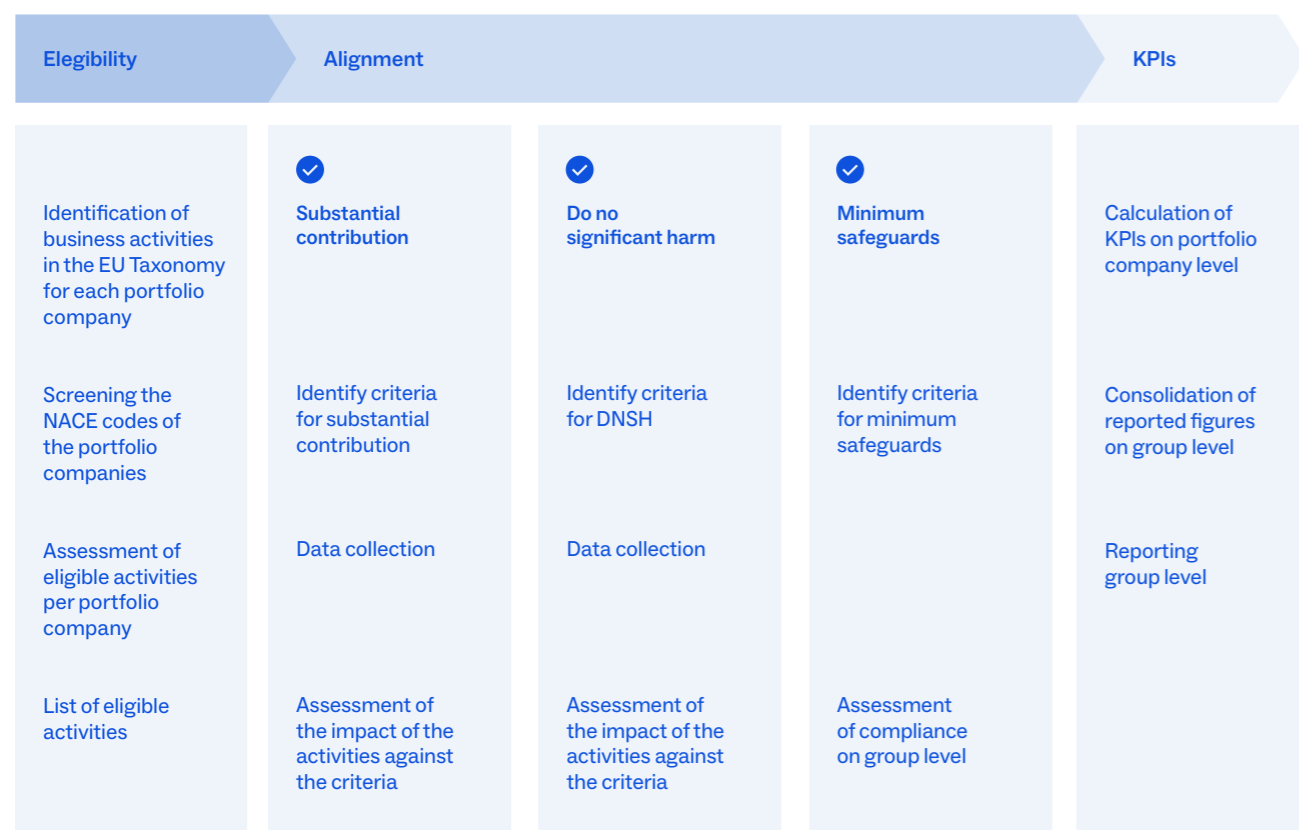 Elegibility
Alignment
KPIs
Identification of
business activities
in the EU Taxonomy
for each portfolio
company
Screening the
NACE codes of
the portfolio
companies
Assessment of
eligible activities
per portfolio
company
List of eligible
activities
Substantial
contribution
Identify criteria
for substantial
contribution
Data collection
Assessment of
the impact of the
activities against
the criteria
Do no
significant harm
Identify criteria
for DNSH
Data collection
Assessment of
the impact of the
activities against
the criteria
Minimum
safeguards
Identify criteria
for minimum
safeguards
Assessment
of compliance
on group level
Calculation of
KPIs on portfolio
company level
Consolidation of
reported figures
on group level
Reporting
group level